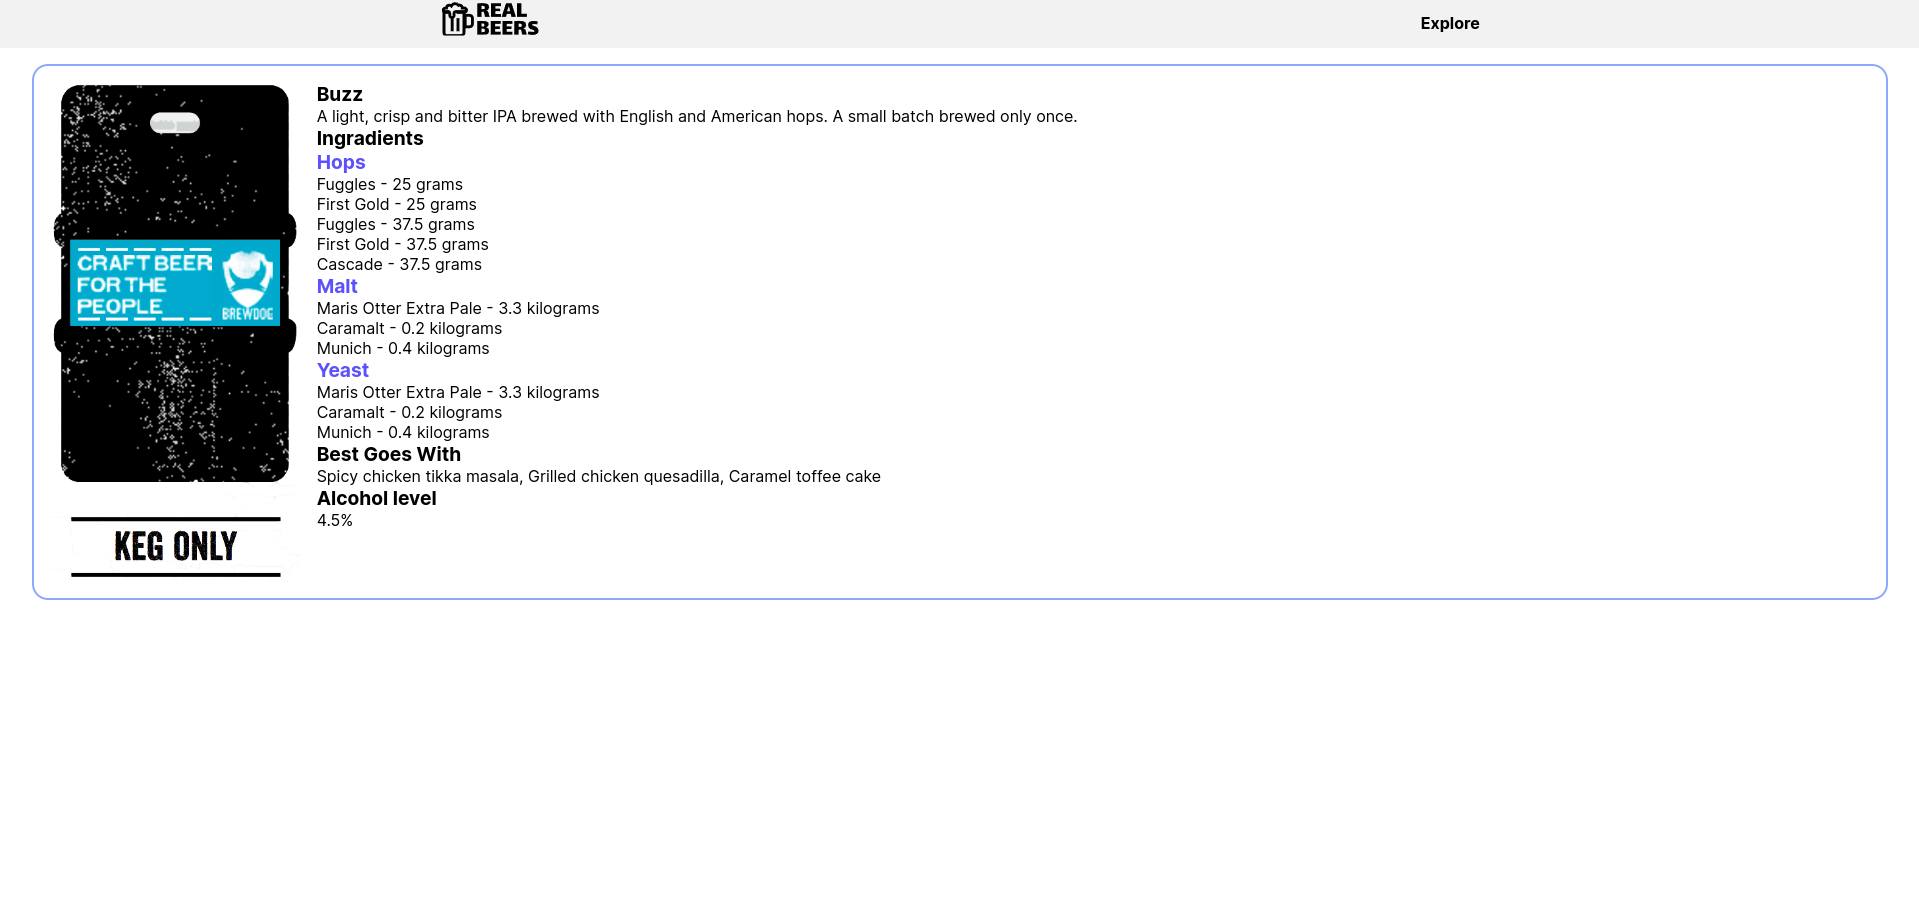 REAL
BEERS
Explore
CRAFT BEER
FOR THE
PEOPLE
BREWDOG
KEG ONLY
Buzz
A light, crisp and bitter IPA brewed with English and American hops. A small batch brewed only once.
Ingradients
Hops
Fuggles - 25 grams
First Gold - 25 grams
Fuggles - 37.5 grams
First Gold - 37.5 grams
Cascade - 37.5 grams
Malt
Maris Otter Extra Pale - 3.3 kilograms
Caramalt - 0.2 kilograms
Munich - 0.4 kilograms
Yeast
Maris Otter Extra Pale - 3.3 kilograms
Caramalt - 0.2 kilograms
Munich - 0.4 kilograms
Best Goes With
Spicy chicken tikka masala, Grilled chicken quesadilla, Caramel toffee cake
Alcohol level
4.5%